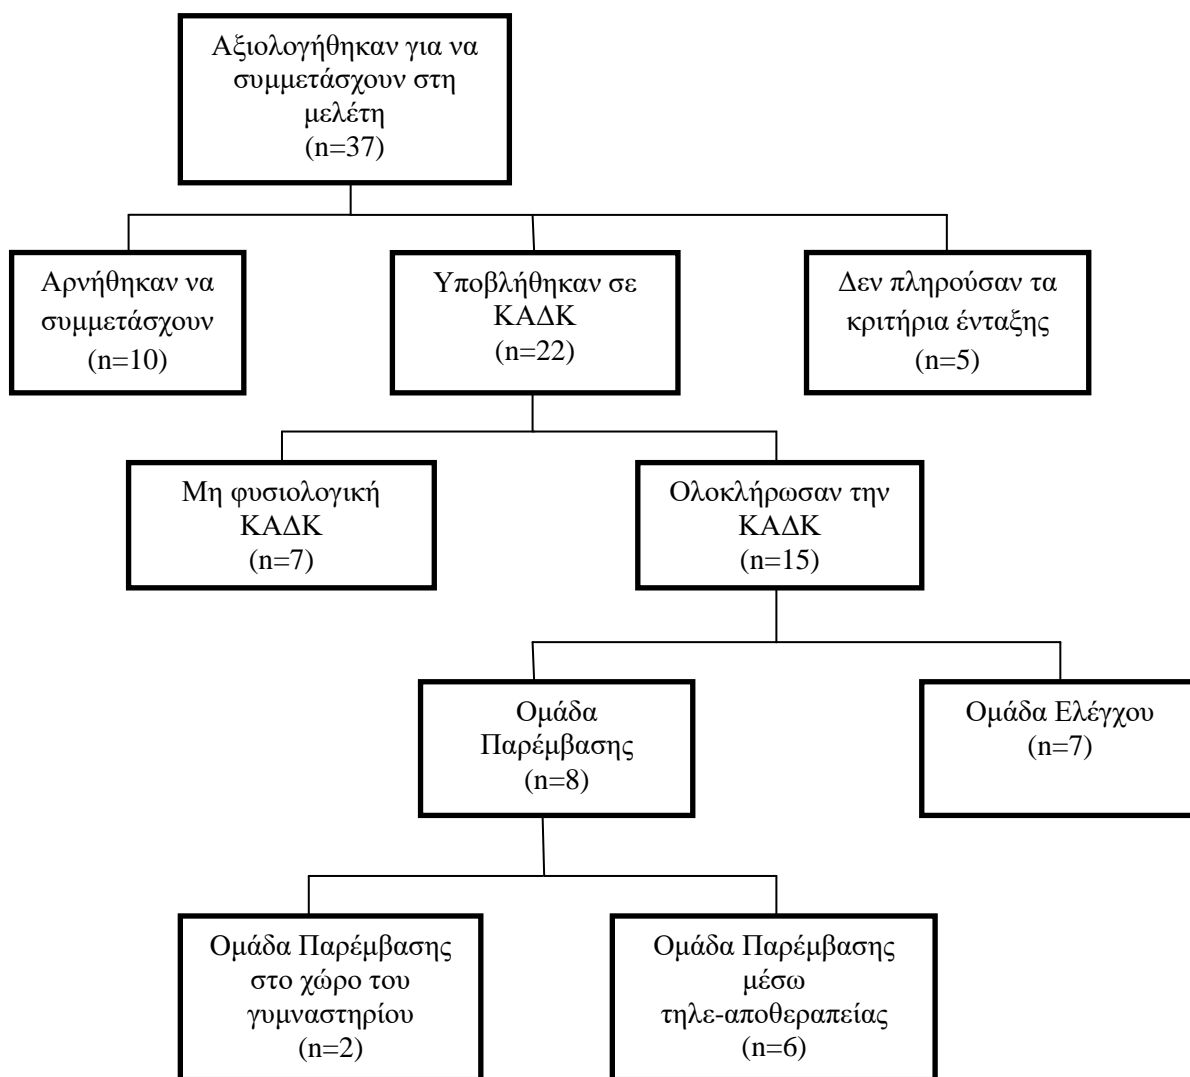 Αξιολογήθηκαν για να
συμμετάσχουν στη
μελέτη
(n=37)
Αρνήθηκαν να
συμμετάσχουν
(n=10)
Υποβλήθηκαν σε
ΚΑΔΚ
(n=22)
Δεν πληρούσαν τα
κριτήρια ένταξης
(n=5)
Μη φυσιολογική
ΚΑΔΚ
(n=7)
Ολοκλήρωσαν την
ΚΑΔΚ
(n=15)
Ομάδα
Παρέμβασης
(n=8)
Ομάδα Ελέγχου
(n=7)
Ομάδα Παρέμβασης
στο χώρο του
γυμναστηρίου
(n=2)
Ομάδα Παρέμβασης
μέσω
τηλε-αποθεραπείας
(n=6)